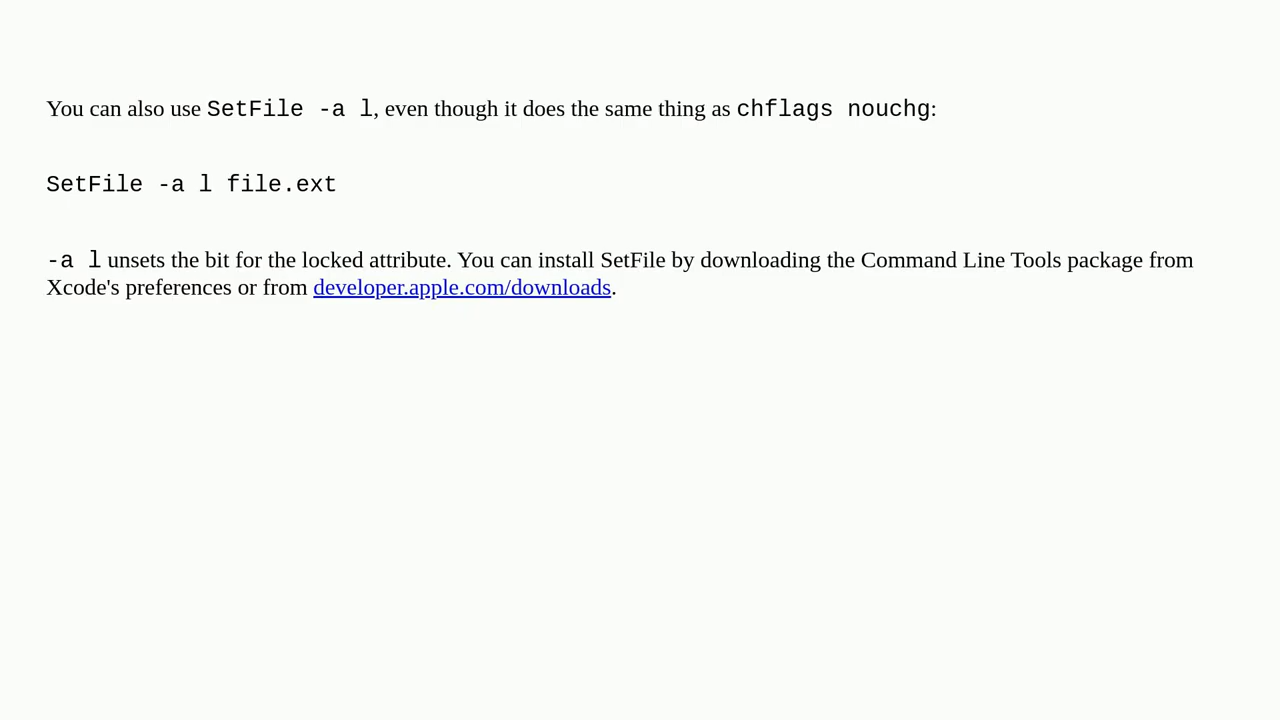 You can also use SetFile -a l, even though it does the same thing as chflags nouchg:
SetFile -a l file.ext
-a l unsets the bit for the locked attribute. You can install SetFile by downloading the Command Line Tools package from
Xcode's preferences or from developer.apple.com/downloads.